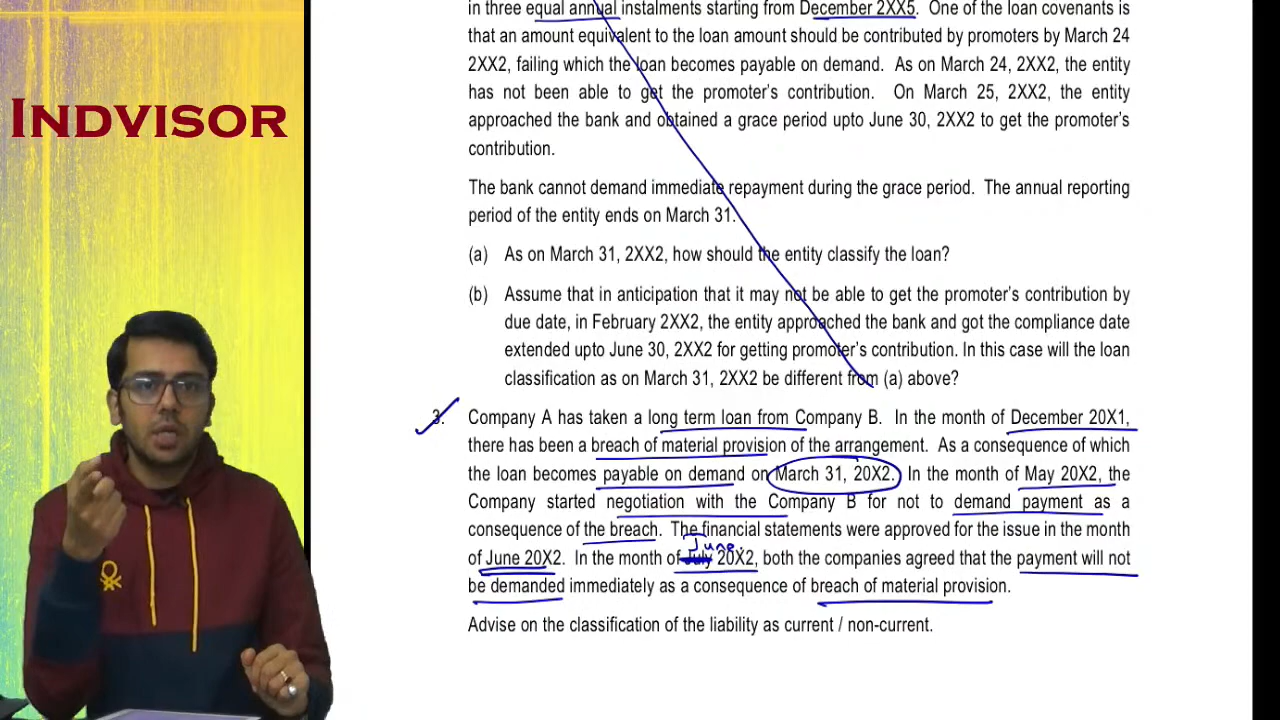 INDVISOR
in three equal annual instalments starting from December 2XX5. One of the loan covenants is
that an amount equivalent to the loan amount should be contributed by promoters by March 24
2XX2, failing which the loan becomes payable on demand. As on March 24, 2XX2, the entity
has not been able to get the promoter's contribution. On March 25, 2XX2, the entity
approached the bank and obtained a grace period upto June 30, 2XX2 to get the promoter's
contribution.
The bank cannot demand immediate repayment during the grace period. The annual reporting
period of the entity ends on March 31.
(a) As on March 31, 2XX2, how should the entity classify the loan?
(b) Assume that in anticipation that it may not be able to get the promoter's contribution by
due date, in February 2XX2, the entity approached the bank and got the compliance date
extended upto June 30, 2XX2 for getting promoter's contribution. In this case will the loan
classification as on March 31, 2XX2 be different from (a) above?
3. Company A has taken a long term loan from Company B. In the month of December 20X1,
there has been a breach of material provision of the arrangement. As a consequence of which
the loan becomes payable on demand on March 31, 20X2. In the month of May 20X2, the
Company started negotiation with the Company B for not to demand payment as a
consequence of the breach. The financial statements were approved for the issue in the month
June
of June 20X2. In the month of July 20X2, both the companies agreed that the payment will not
be demanded immediately as a consequence of breach of material provision.
Advise on the classification of the liability as current / non-current.